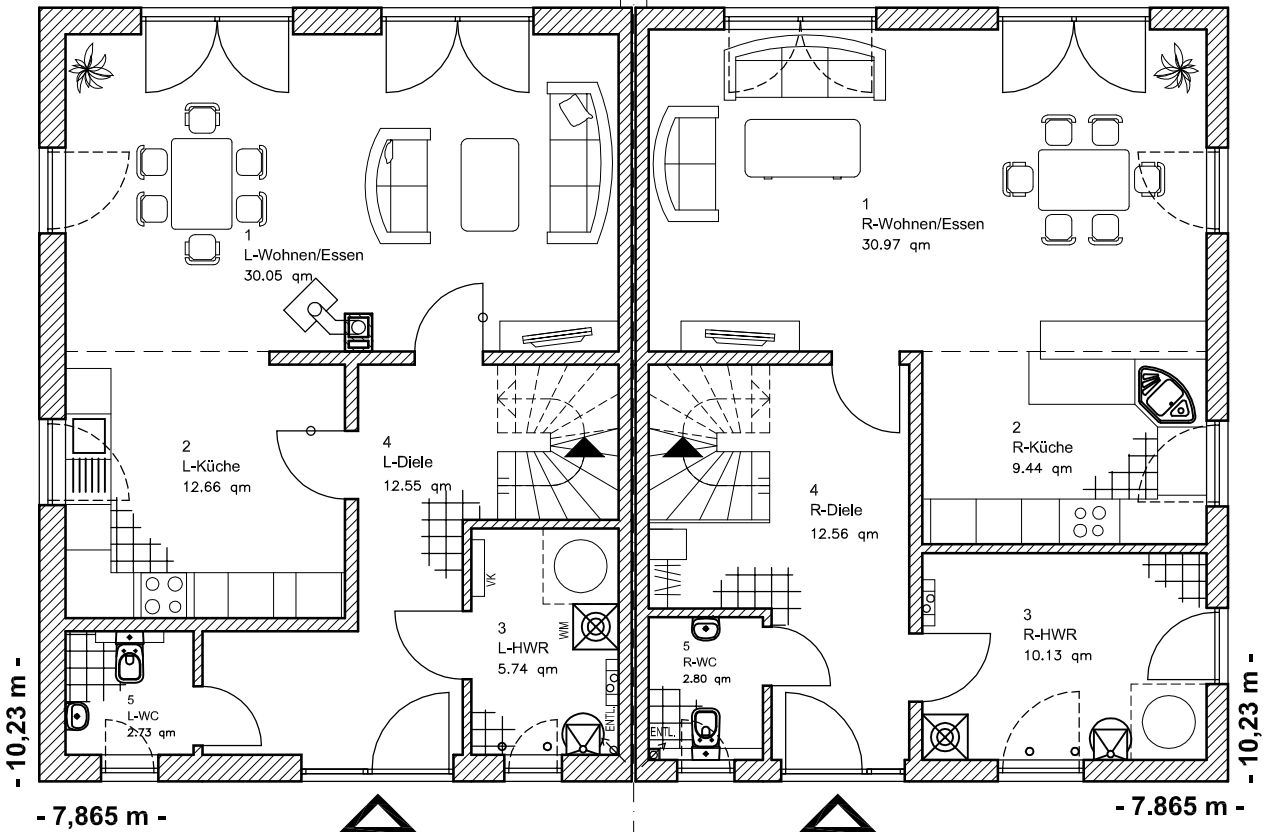 1
L-Wohnen/Essen
30.05 qm
1
R-Wohnen/Essen
30.97 qm
2
L-Küche
12.66 qm
4
L-Diele
12.55 qm
2
R-Küche
9.44 qm
4
R-Diele
12.56 qm
VK
WM
3
L-HWR
5.74 qm
ENTL.
5
L-WC
2.73 qm
5
R-WC
2.80 qm
ENTL.
3
R-HWR
10.13 qm
- 10,23 m -
- 10,23 m -
- 7,865 m -
- 7.865 m -